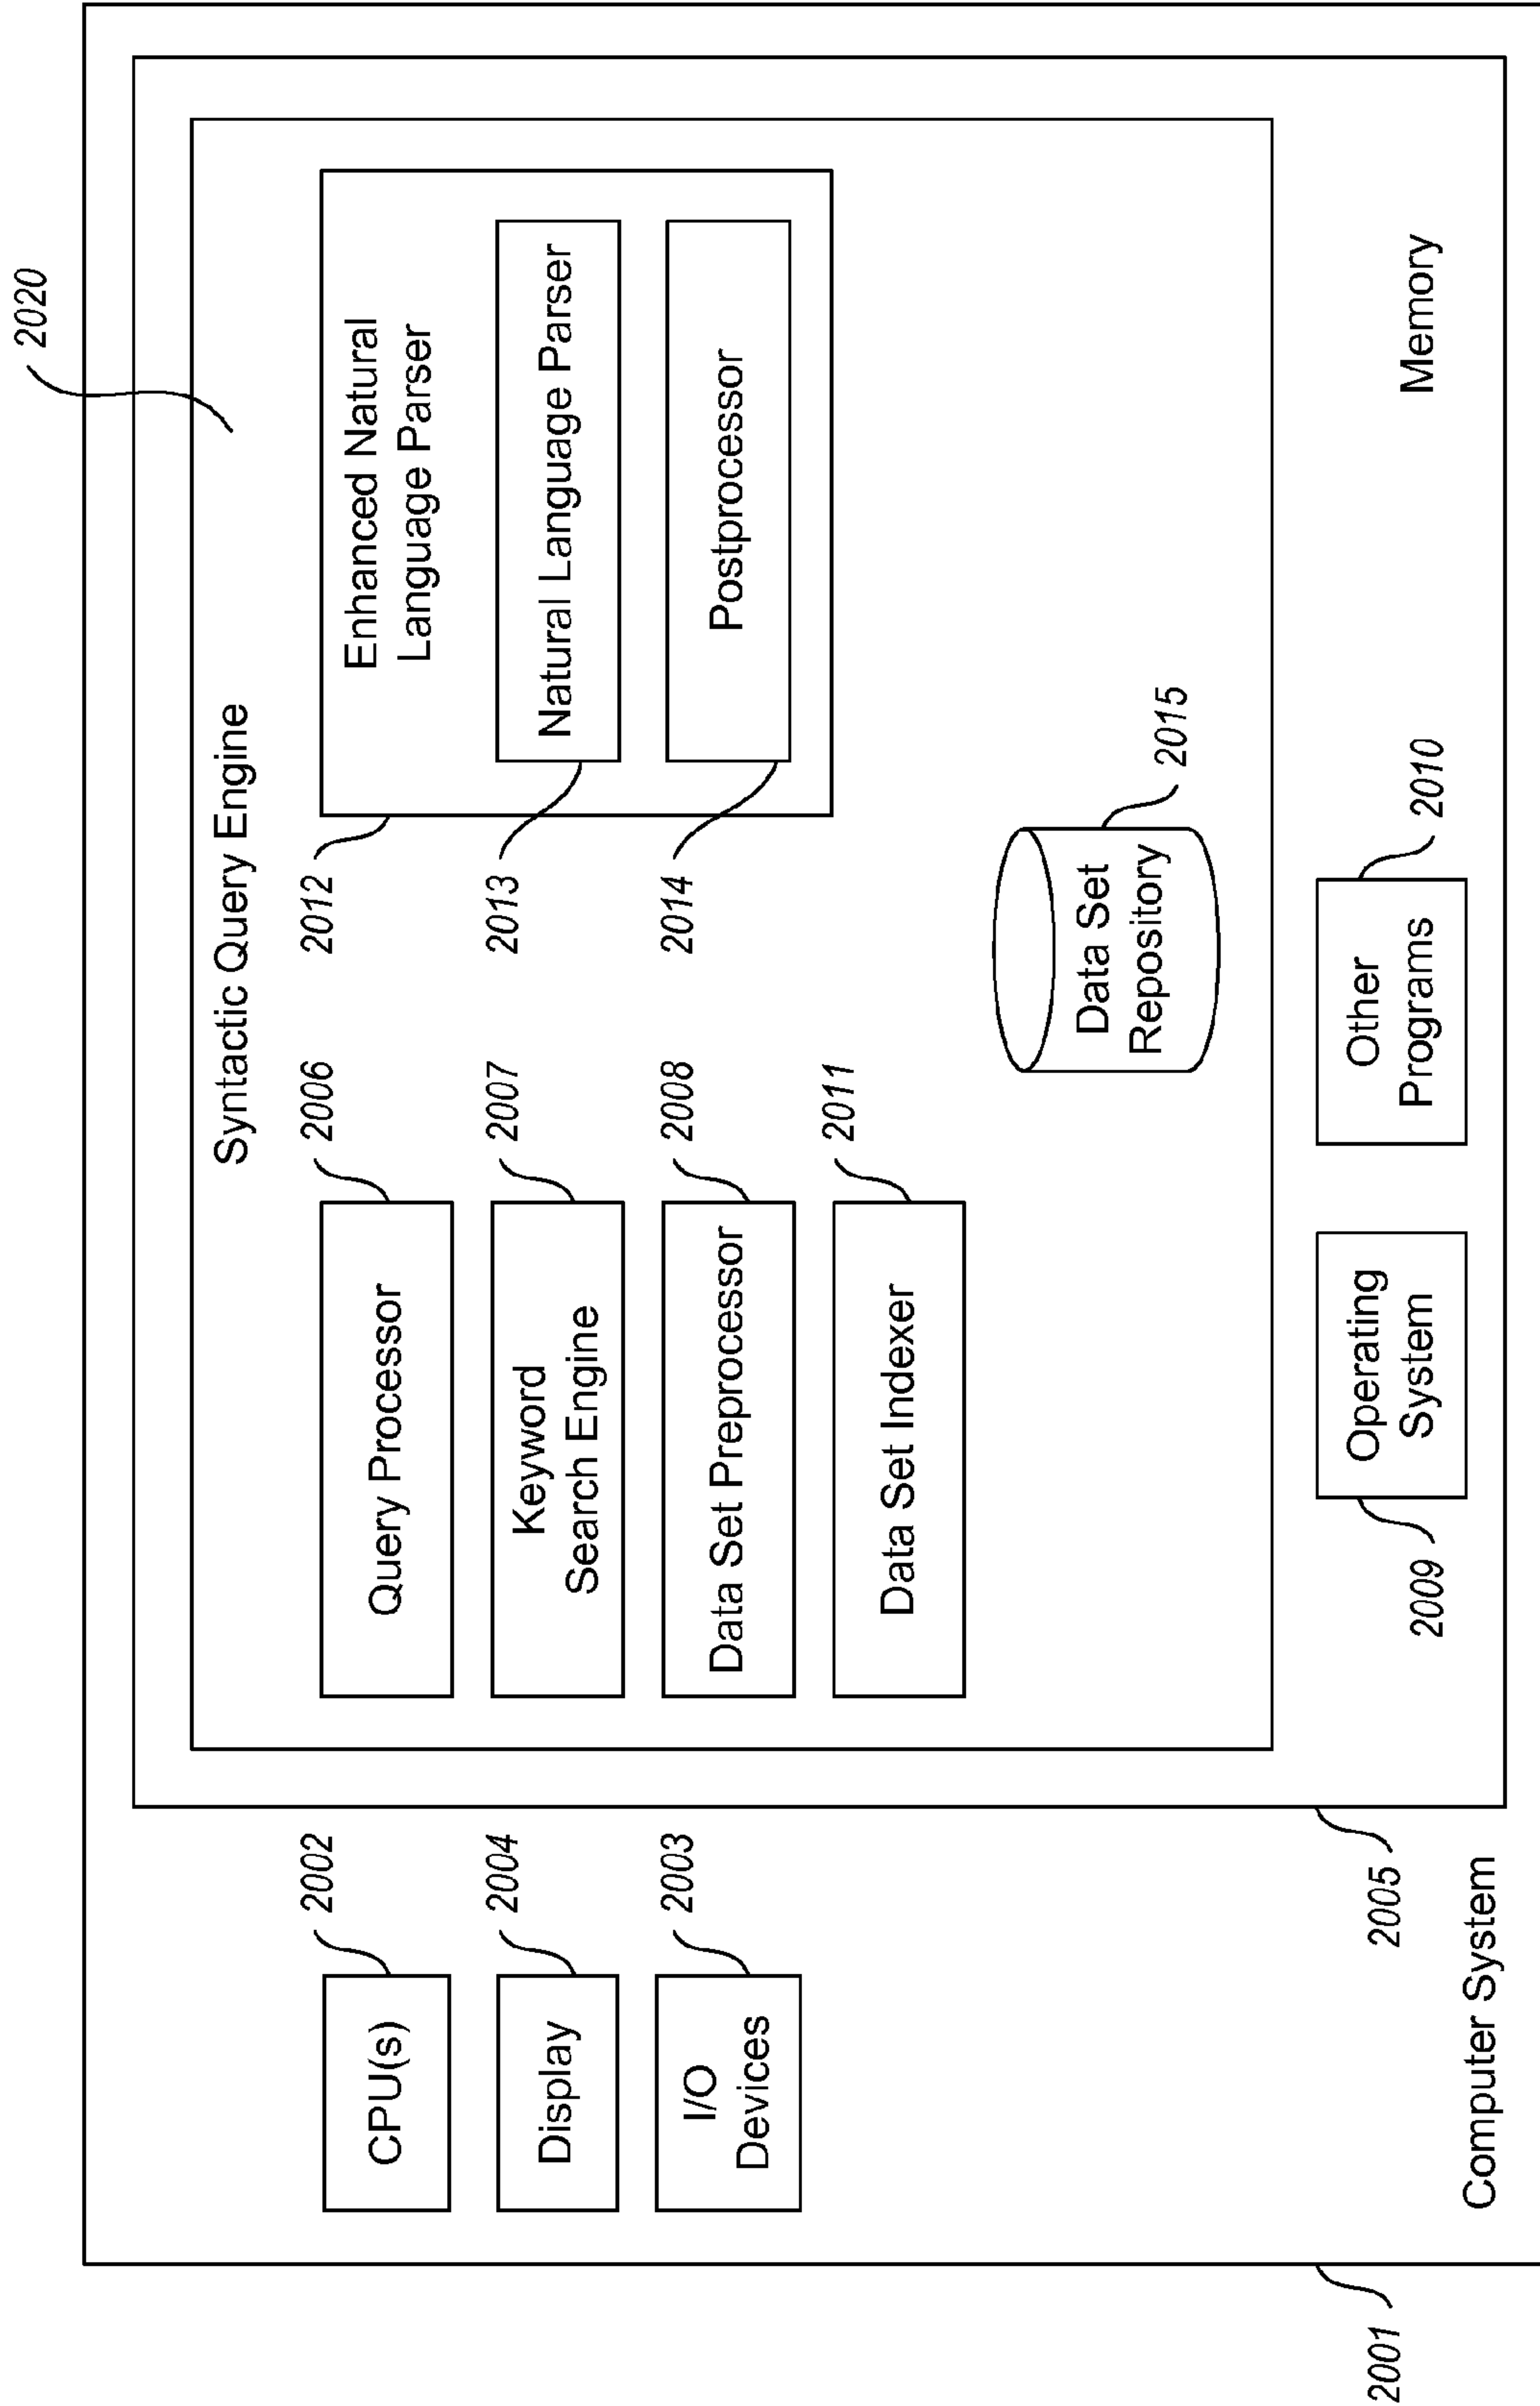 2020
Syntactic Query Engine
2002
CPU(s)
2004
Display
2003
I/O
Devices
2006
Query Processor
2007
Keyword
Search Engine
2008
Data Set Preprocessor
2011
Data Set Indexer
2012
Enhanced Natural
Language Parser
2013
Natural Language Parser
2014
Postprocessor
2015
Data Set
Repository
2009
Operating
System
2010
Other
Programs
Memory
2005
Computer System
2001